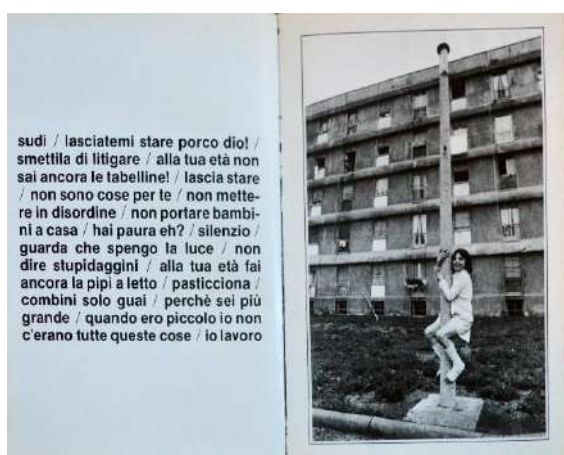 sudi / lasciatemi stare porco dio! /
smettila di litigare / alla tua età non
sai ancora le tabelline! / lascia stare
/ non sono cose per te / non mette-
re in disordine / non portare bambi-
ni a casa / hai paura eh? / silenzio /
guarda che spengo la luce / non
dire stupidaggini / alla tua età fai
ancora la pipì a letto / pasticciona /
combini solo guai / perchè sei più
grande / quando ero piccolo io non
c'erano tutte queste cose / io lavoro